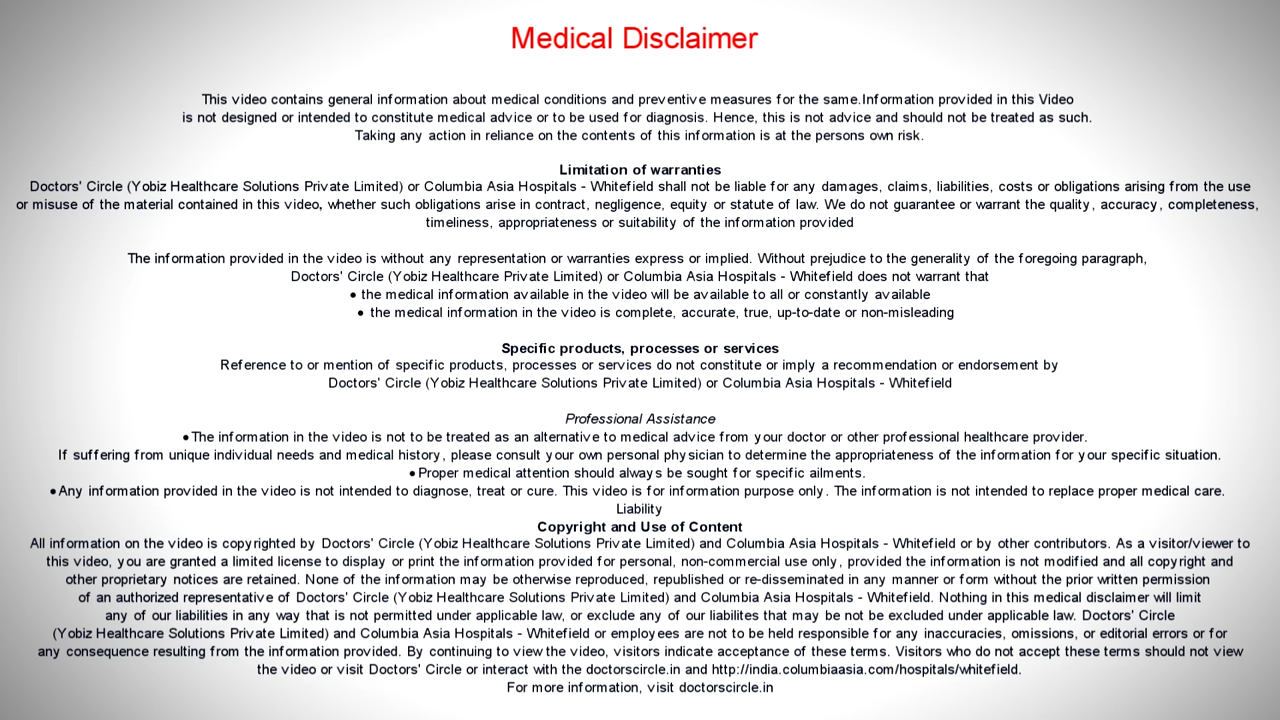 Medical Disclaimer
This video contains general information about medical conditions and preventive measures for the same.Information provided in this Video
is not designed or intended to constitute medical advice or to be used for diagnosis. Hence, this is not advice and should not be treated as such.
Taking any action in reliance on the contents of this information is at the persons own risk.
Limitation of warranties
Doctors' Circle (Yobiz Healthcare Solutions Private Limited) or Columbia Asia Hospitals - Whitefield shall not be liable for any damages, claims, liabilities, costs or obligations arising from the use
or misuse of the material contained in this video, whether such obligations arise in contract, negligence, equity or statute of law. We do not guarantee or warrant the quality, accuracy, completeness,
timeliness, appropriateness or suitability of the information provided
The information provided in the video is without any representation or warranties express or implied. Without prejudice to the generality of the foregoing paragraph,
Doctors' Circle (Yobiz Healthcare Private Limited) or Columbia Asia Hospitals - Whitefield does not warrant that
• the medical information available in the video will be available to all or constantly available
• the medical information in the video is complete, accurate, true, up-to-date or non-misleading
Specific products, processes or services
Reference to or mention of specific products, processes or services do not constitute or imply a recommendation or endorsement by
Doctors' Circle (Yobiz Healthcare Solutions Private Limited) or Columbia Asia Hospitals - Whitefield
Professional Assistance
•The information in the video is not to be treated as an alternative to medical advice from your doctor or other professional healthcare provider.
If suffering from unique individual needs and medical history, please consult your own personal physician to determine the appropriateness of the information for your specific situation.
•Proper medical attention should always be sought for specific ailments.
•Any information provided in the video is not intended to diagnose, treat or cure. This video is for information purpose only. The information is not intended to replace proper medical care.
Liability
Copyright and Use of Content
All information on the video is copyrighted by Doctors' Circle (Yobiz Healthcare Solutions Private Limited) and Columbia Asia Hospitals - Whitefield or by other contributors. As a visitor/viewer to
this video, you are granted a limited license to display or print the information provided for personal, non-commercial use only, provided the information is not modified and all copyright and
other proprietary notices are retained. None of the information may be otherwise reproduced, republished or re-disseminated in any manner or form without the prior written permission
of an authorized representative of Doctors' Circle (Yobiz Healthcare Solutions Private Limited) and Columbia Asia Hospitals - Whitefield. Nothing in this medical disclaimer will limit
any of our liabilities in any way that is not permitted under applicable law, or exclude any of our liabilites that may be not be excluded under applicable law. Doctors' Circle
(Yobiz Healthcare Solutions Private Limited) and Columbia Asia Hospitals - Whitefield or employees are not to be held responsible for any inaccuracies, omissions, or editorial errors or for
any consequence resulting from the information provided. By continuing to view the video, visitors indicate acceptance of these terms. Visitors who do not accept these terms should not view
the video or visit Doctors' Circle or interact with the doctorscircle.in and http://india.columbiaasia.com/hospitals/whitefield.
For more information, visit doctorscircle.in